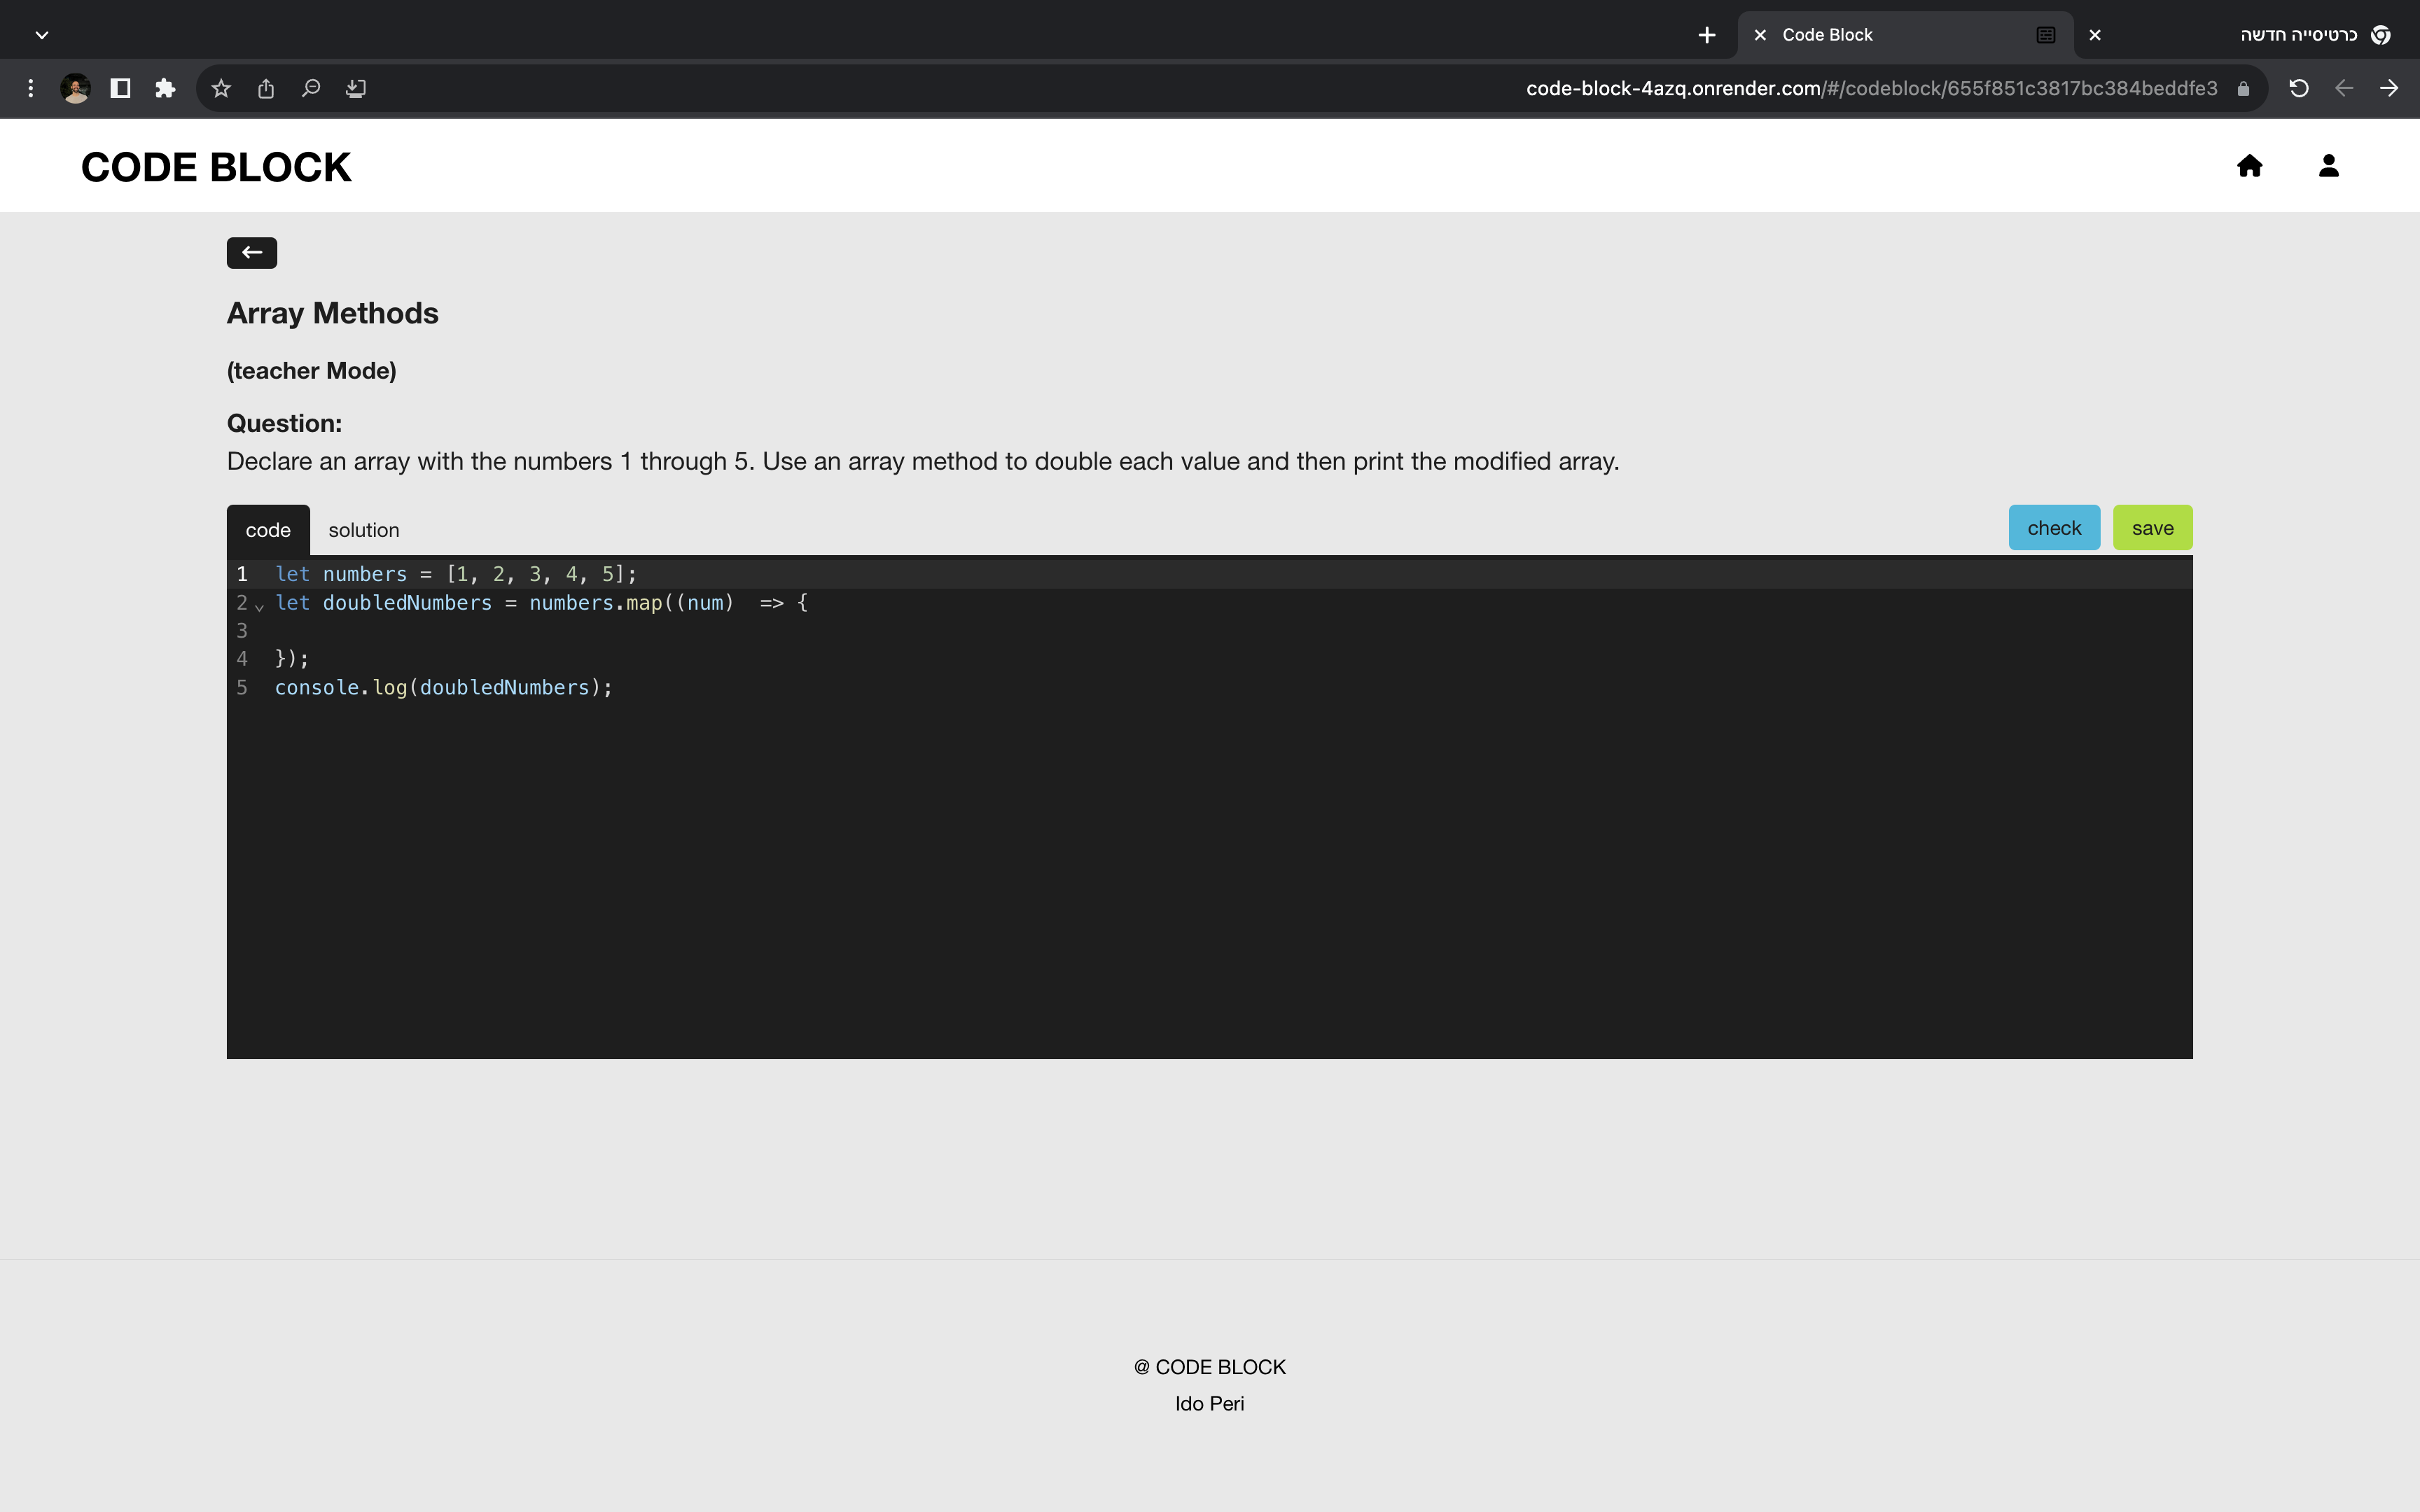 Code Block
כרטיסייה חדשה
code-block-4azq.onrender.com/#/codeblock/655f851c3817bc384beddfe3
CODE BLOCK
Array Methods
(teacher Mode)
Question:
Declare an array with the numbers 1 through 5. Use an array method to double each value and then print the modified array.
code solution check save
1 let numbers = [1, 2, 3, 4, 5];
2 let doubledNumbers = numbers.map((num)  => {
3
4 });
5 console.log(doubledNumbers);
@ CODE BLOCK
Ido Peri